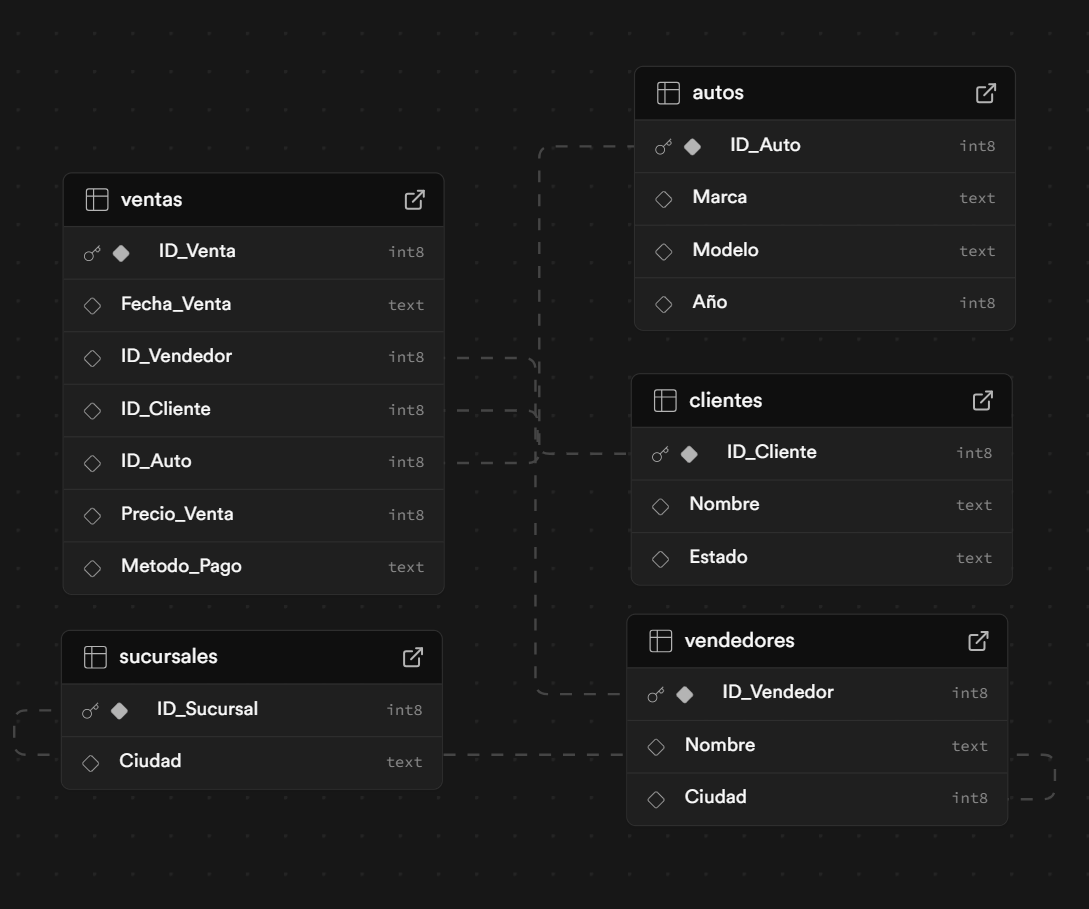 ventas
ID_Venta int8
Fecha_Venta text
ID_Vendedor int8
ID_Cliente int8
ID_Auto int8
Precio_Venta int8
Metodo_Pago text
sucursales
ID_Sucursal int8
Ciudad text
autos
ID_Auto int8
Marca text
Modelo text
Año int8
clientes
ID_Cliente int8
Nombre text
Estado text
vendedores
ID_Vendedor int8
Nombre text
Ciudad int8